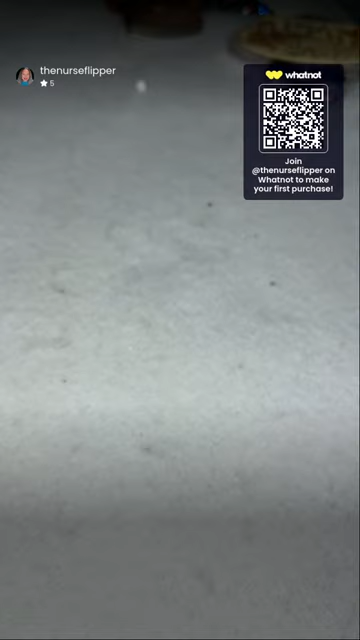 thenurseflipper
5
whatnot
Join
@thenurseflipper on
Whatnot to make
your first purchase!